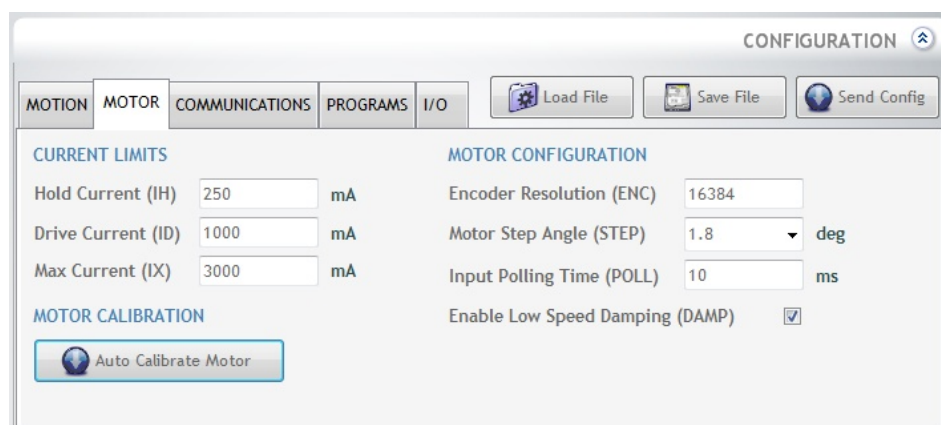 CONFIGURATION
MOTION MOTOR COMMUNICATIONS PROGRAMS I/O Load File Save File Send Config
CURRENT LIMITS
Hold Current (IH) 250 mA
Drive Current (ID) 1000 mA
Max Current (IX) 3000 mA
MOTOR CALIBRATION
Auto Calibrate Motor
MOTOR CONFIGURATION
Encoder Resolution (ENC) 16384
Motor Step Angle (STEP) 1.8 deg
Input Polling Time (POLL) 10 ms
Enable Low Speed Damping (DAMP)